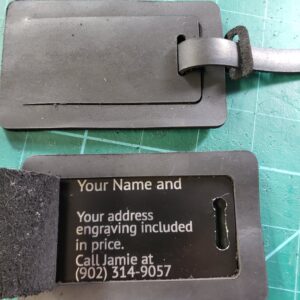 Your Name and
Your address
engraving included
in price.
Call Jamie at
(902) 314-9057